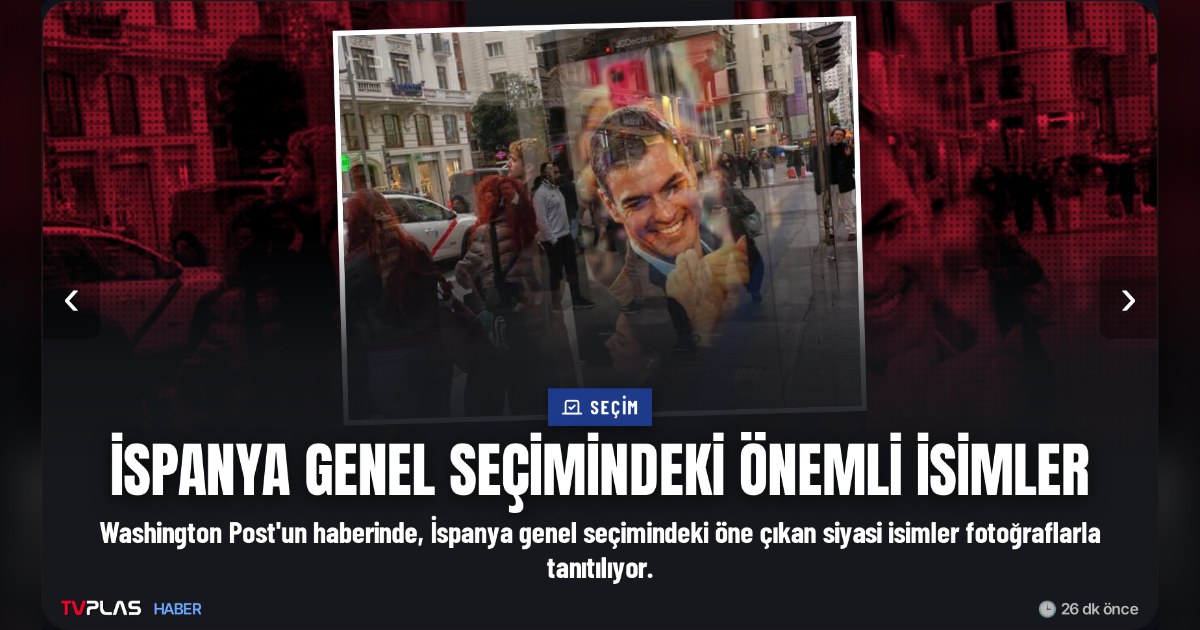 SEÇİM
İSPANYA GENEL SEÇİMİNDEKİ ÖNEMLİ İSİMLER
Washington Post'un haberinde, İspanya genel seçimindeki öne çıkan siyasi isimler fotoğraflarla
tanıtılıyor.
TVPLAS HABER
26 dk önce